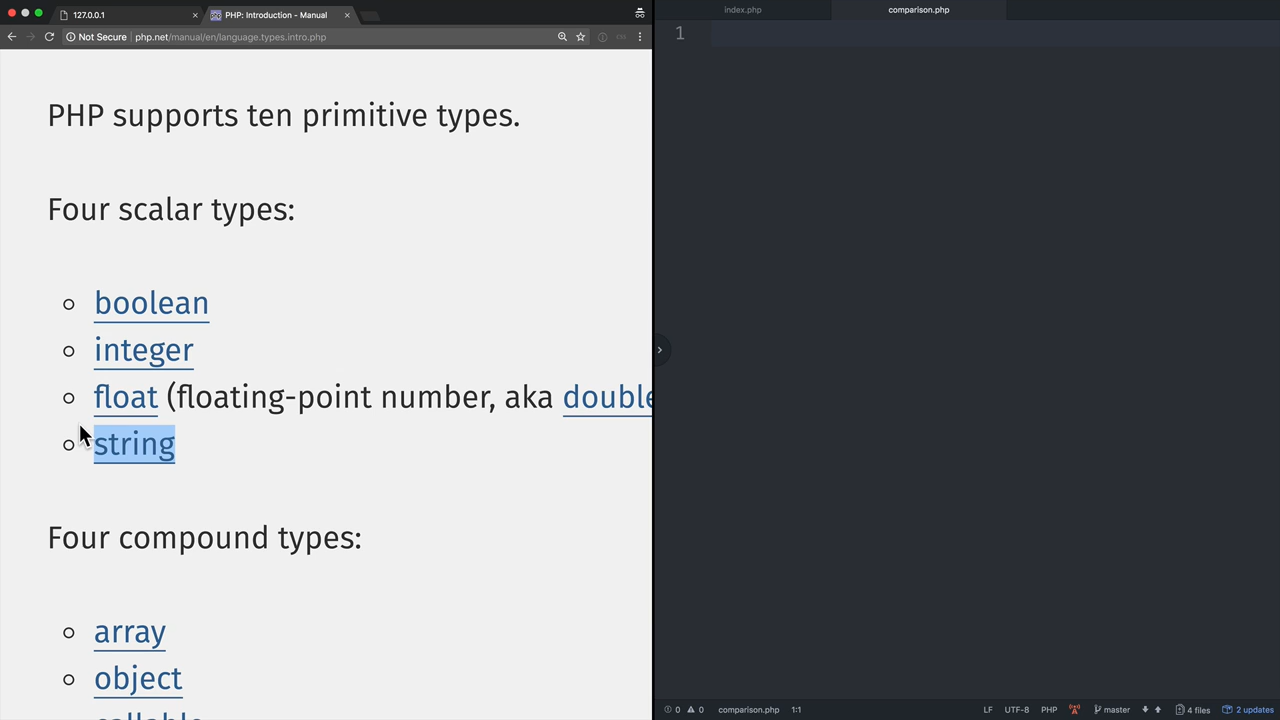 127.0.0.1
PHP: Introduction - Manual
Not Secure
php.net/manual/en/language.types.intro.php
PHP supports ten primitive types.
Four scalar types:
boolean
integer
float (floating-point number, aka double
string
Four compound types:
array
object
callable
index.php
comparison.php
1
0 0 comparison.php 1:1
LF UTF-8 PHP master 4 files 2 updates